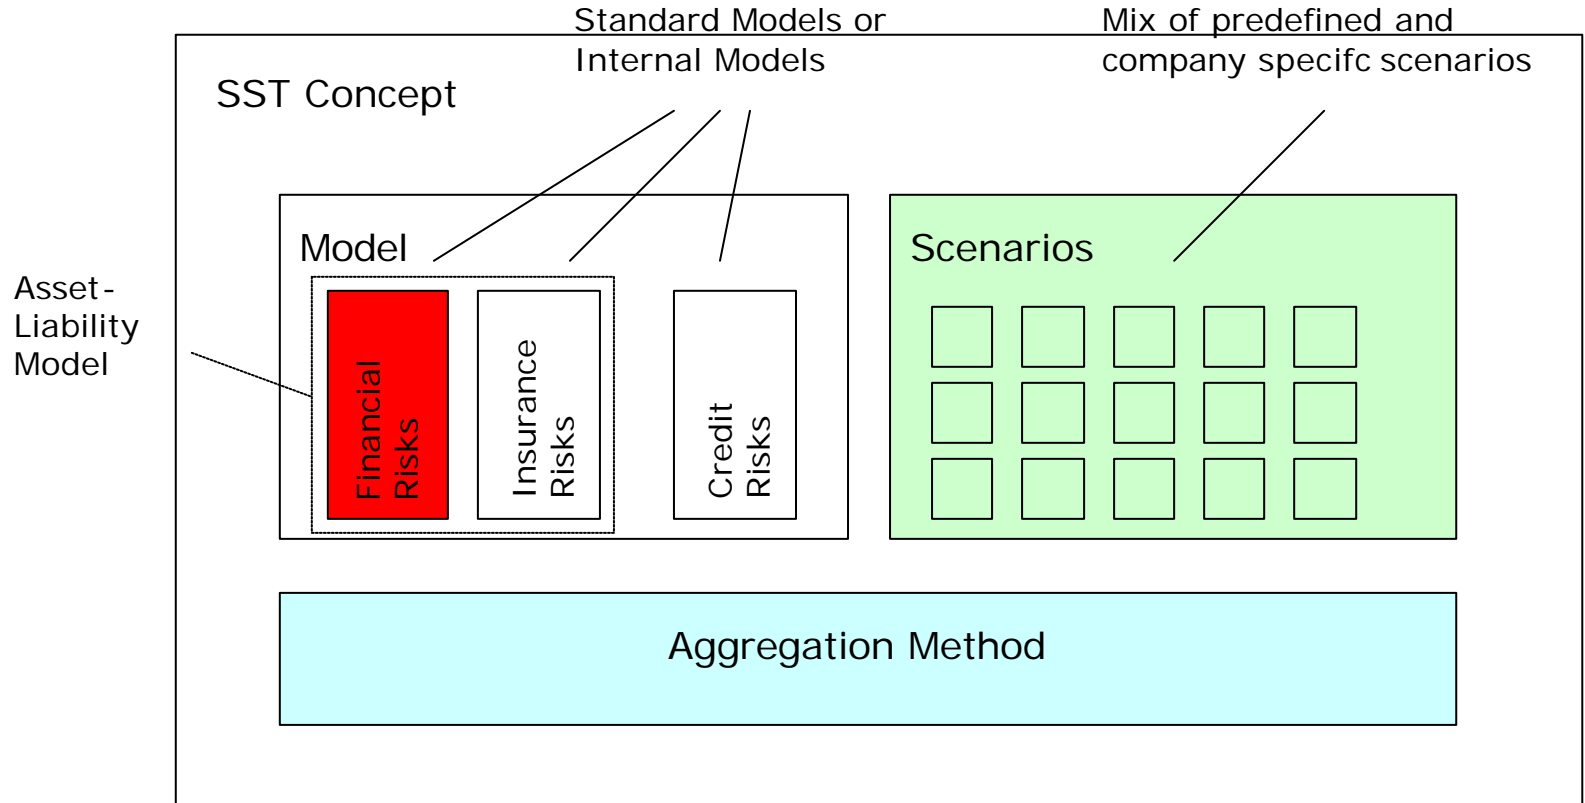 Standard Models or
Internal Models
Mix of predefined and
company specifc scenarios
SST Concept
Model
Scenarios
Asset-
Liability
Model
Financial
Risks
Insurance
Risks
Credit
Risks
Aggregation Method